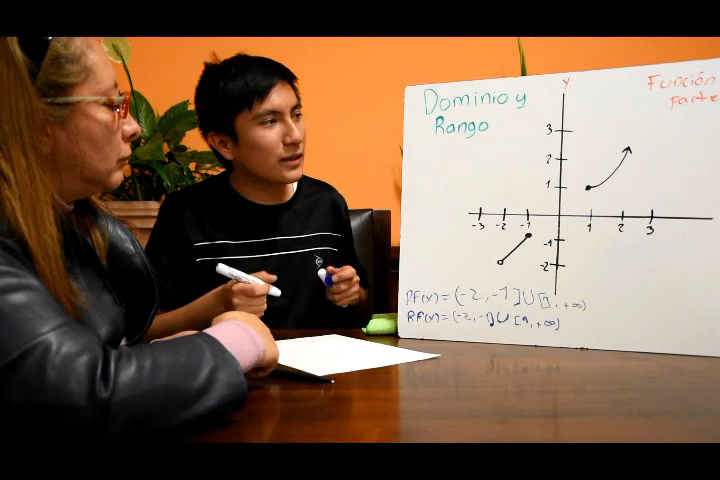 Dominio y
Rango
Función
parte
y
3
2
1
-3 -2 -1 1 2 3
-1
-2
DF(x) = (-2, -1] U [1, +∞)
RF(x) = (-2, -1] U [1, +∞)